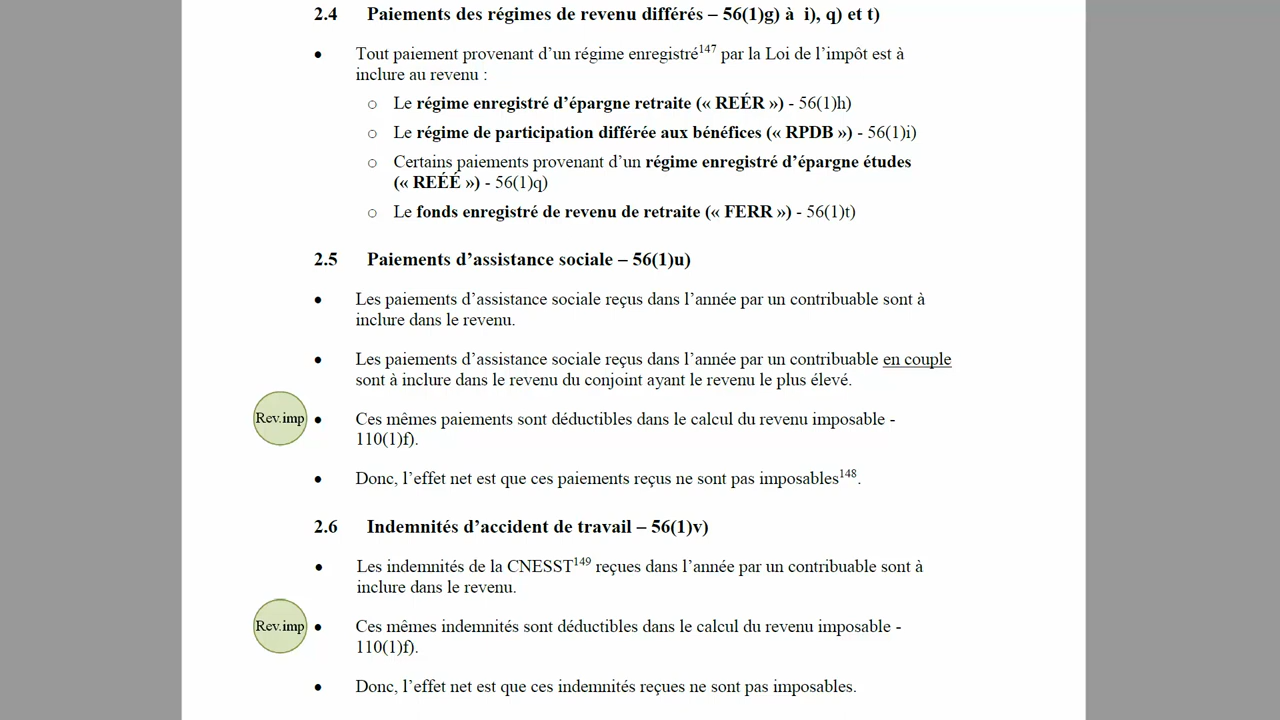 2.4 Paiements des régimes de revenu différés – 56(1)g) à i), q) et t)
• Tout paiement provenant d’un régime enregistré147 par la Loi de l’impôt est à
inclure au revenu :
o Le régime enregistré d’épargne retraite (« REÉR ») - 56(1)h)
o Le régime de participation différée aux bénéfices (« RPDB ») - 56(1)i)
o Certains paiements provenant d’un régime enregistré d’épargne études
(« REÉÉ ») - 56(1)q)
o Le fonds enregistré de revenu de retraite (« FERR ») - 56(1)t)
2.5 Paiements d’assistance sociale – 56(1)u)
• Les paiements d’assistance sociale reçus dans l’année par un contribuable sont à
inclure dans le revenu.
• Les paiements d’assistance sociale reçus dans l’année par un contribuable en couple
sont à inclure dans le revenu du conjoint ayant le revenu le plus élevé.
Rev.imp • Ces mêmes paiements sont déductibles dans le calcul du revenu imposable -
110(1)f).
• Donc, l’effet net est que ces paiements reçus ne sont pas imposables148.
2.6 Indemnités d’accident de travail – 56(1)v)
• Les indemnités de la CNESST149 reçues dans l’année par un contribuable sont à
inclure dans le revenu.
Rev.imp • Ces mêmes indemnités sont déductibles dans le calcul du revenu imposable -
110(1)f).
• Donc, l’effet net est que ces indemnités reçues ne sont pas imposables.